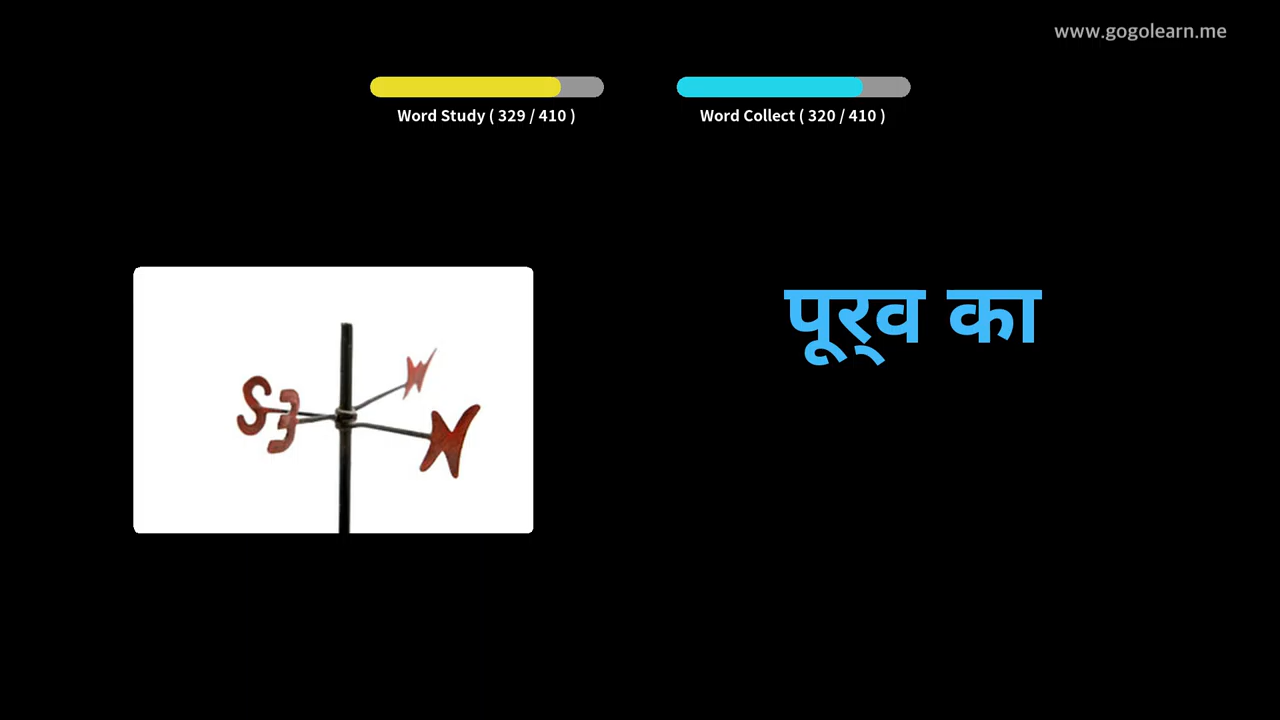 www.gogolearn.me
Word Study ( 329 / 410 )
Word Collect ( 320 / 410 )
पूर्व का
S E N W